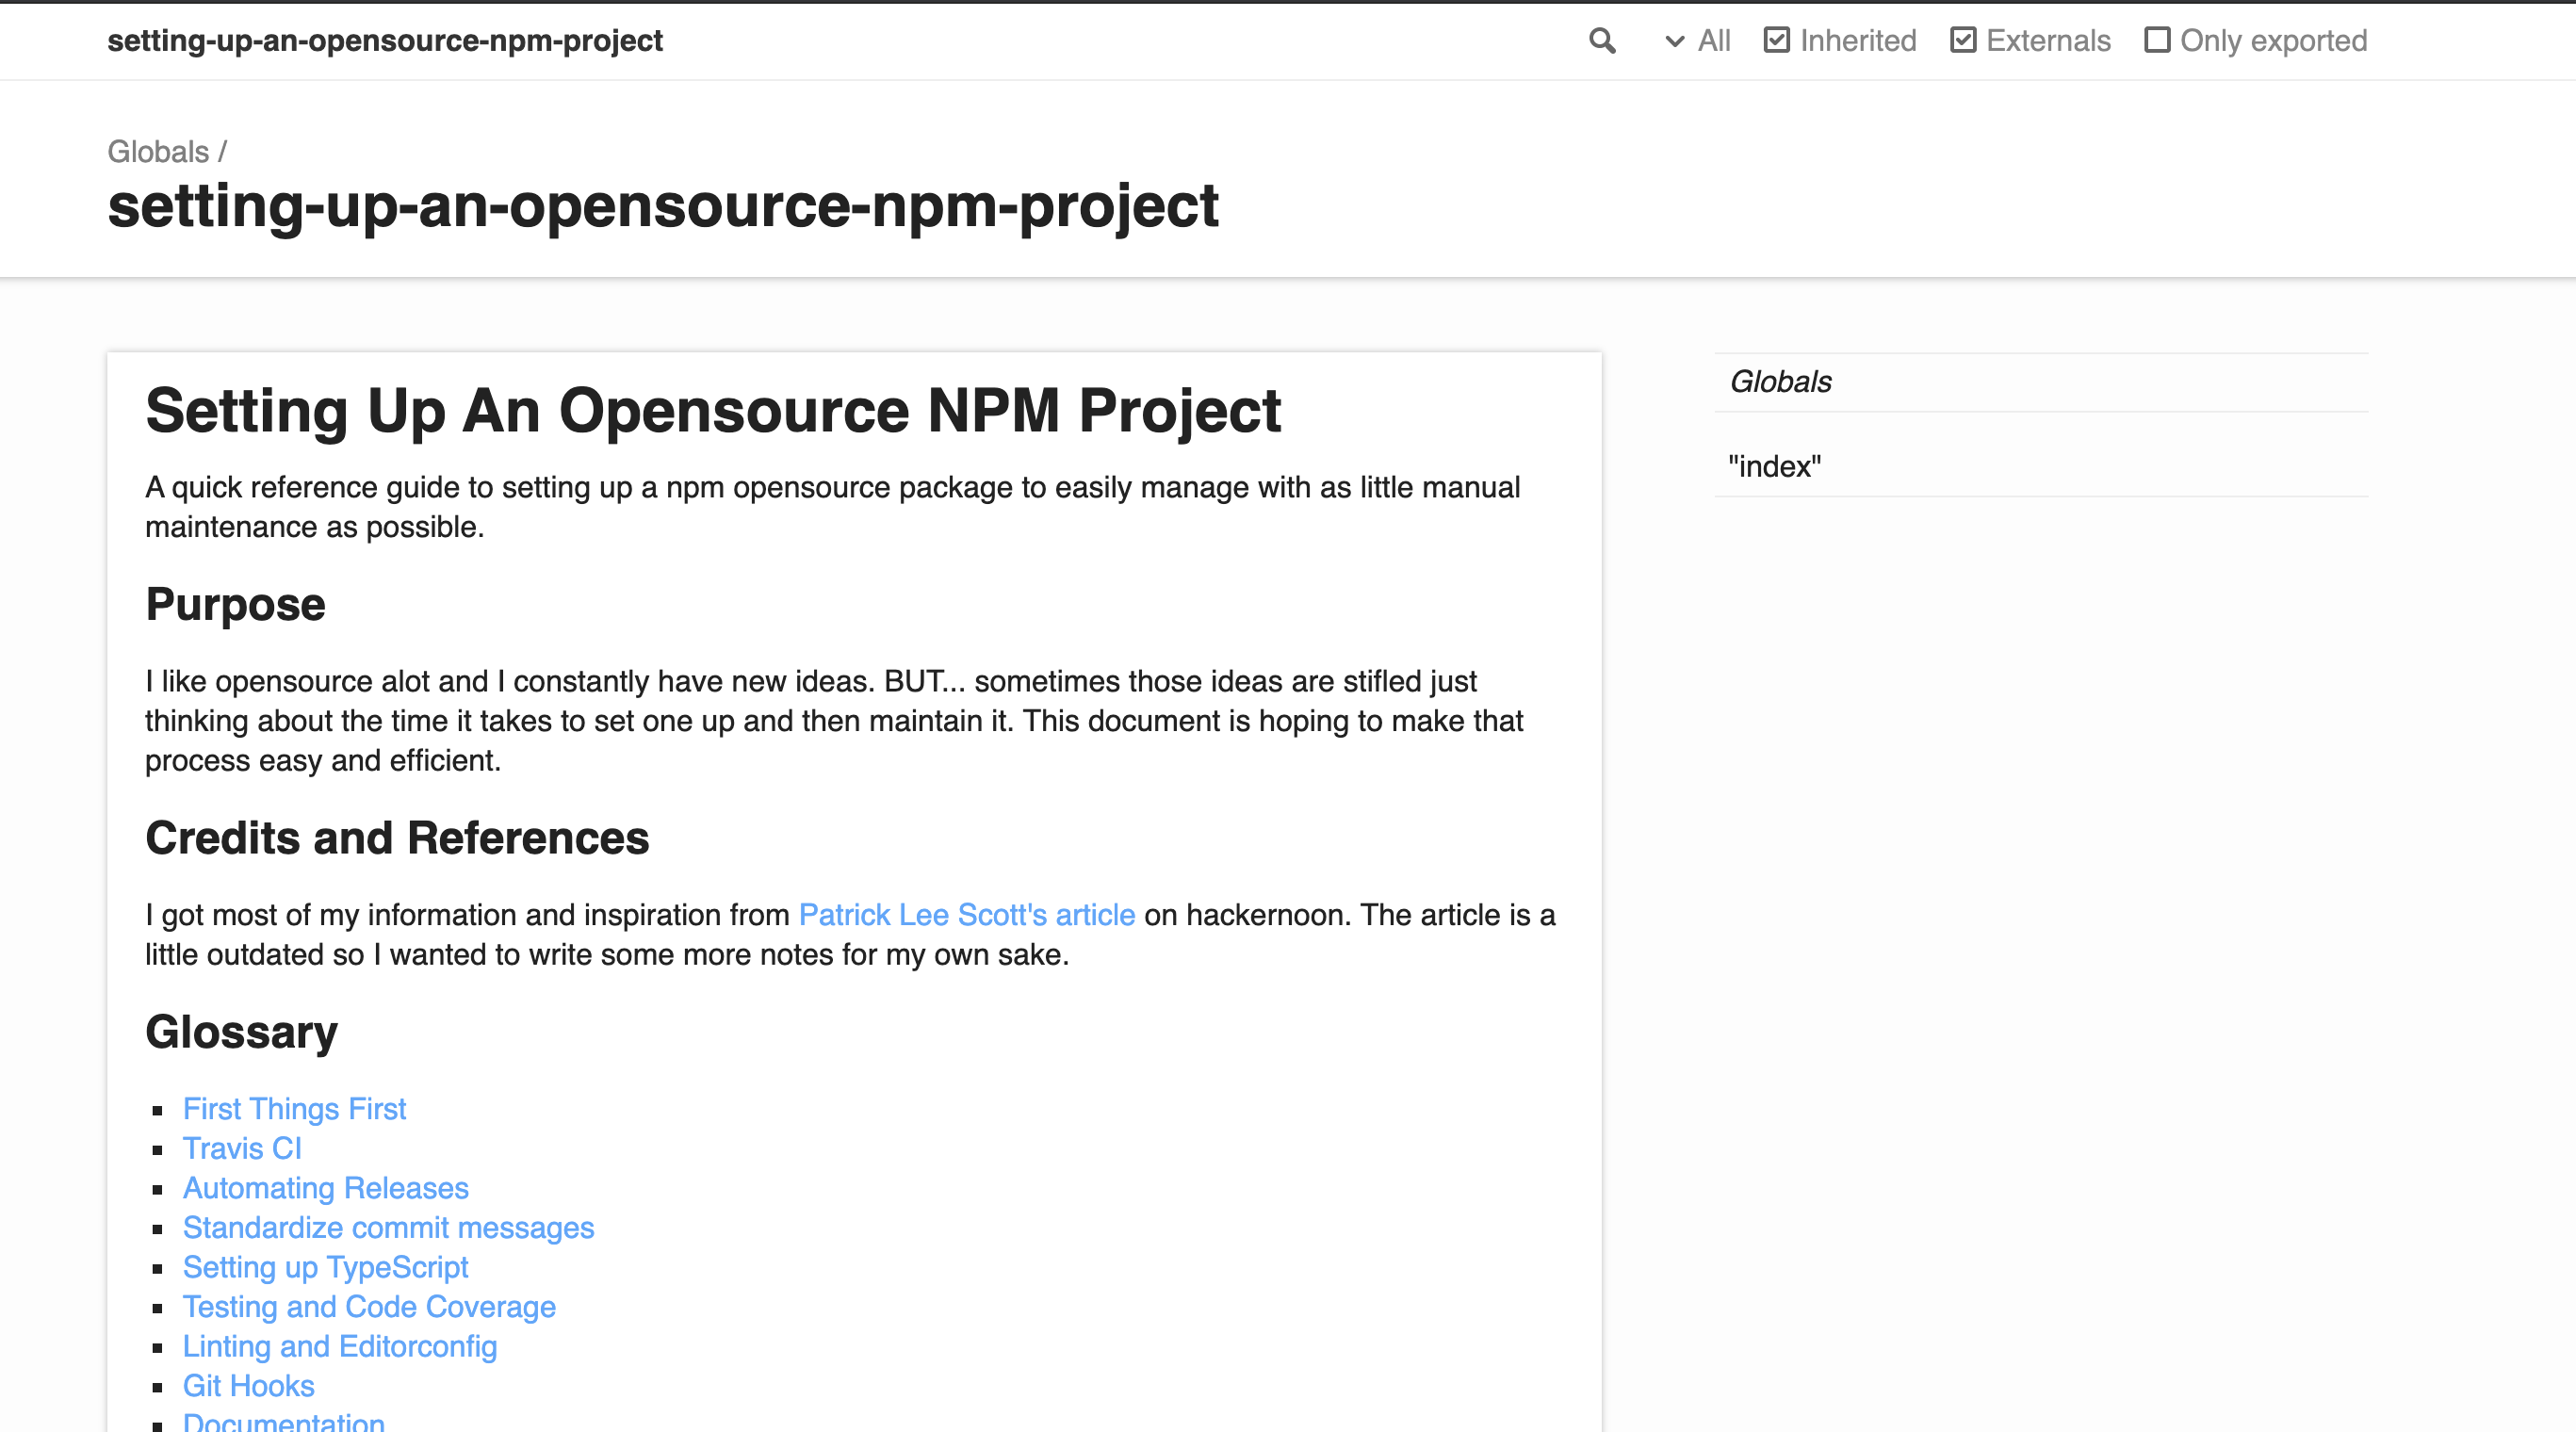 setting-up-an-opensource-npm-project
All Inherited Externals Only exported
Globals /
setting-up-an-opensource-npm-project
Setting Up An Opensource NPM Project
A quick reference guide to setting up a npm opensource package to easily manage with as little manual
maintenance as possible.
Purpose
I like opensource alot and I constantly have new ideas. BUT... sometimes those ideas are stifled just
thinking about the time it takes to set one up and then maintain it. This document is hoping to make that
process easy and efficient.
Credits and References
I got most of my information and inspiration from Patrick Lee Scott's article on hackernoon. The article is a
little outdated so I wanted to write some more notes for my own sake.
Glossary
First Things First
Travis CI
Automating Releases
Standardize commit messages
Setting up TypeScript
Testing and Code Coverage
Linting and Editorconfig
Git Hooks
Documentation
Globals
"index"